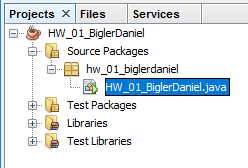 Projects × Files Services
HW_01_BiglerDaniel
Source Packages
hw_01_biglerdaniel
HW_01_BiglerDaniel.java
Test Packages
Libraries
Test Libraries